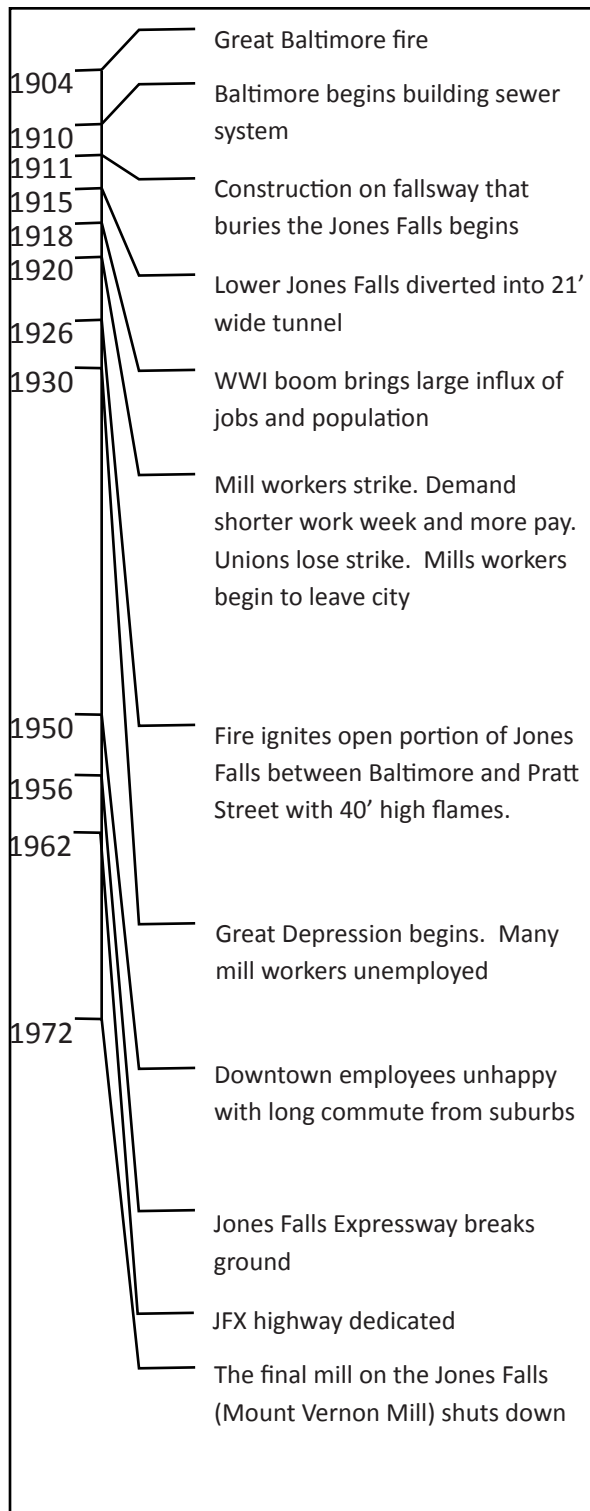 1904
Great Baltimore fire
1910
Baltimore begins building sewer
system
1911
Construction on fallsway that
buries the Jones Falls begins
1915
Lower Jones Falls diverted into 21’
wide tunnel
1918
WWI boom brings large influx of
jobs and population
1920
Mill workers strike. Demand
shorter work week and more pay.
Unions lose strike.  Mills workers
begin to leave city
1926
Fire ignites open portion of Jones
Falls between Baltimore and Pratt
Street with 40’ high flames.
1930
Great Depression begins.  Many
mill workers unemployed
1950
Downtown employees unhappy
with long commute from suburbs
1956
Jones Falls Expressway breaks
ground
1962
JFX highway dedicated
1972
The final mill on the Jones Falls
(Mount Vernon Mill) shuts down